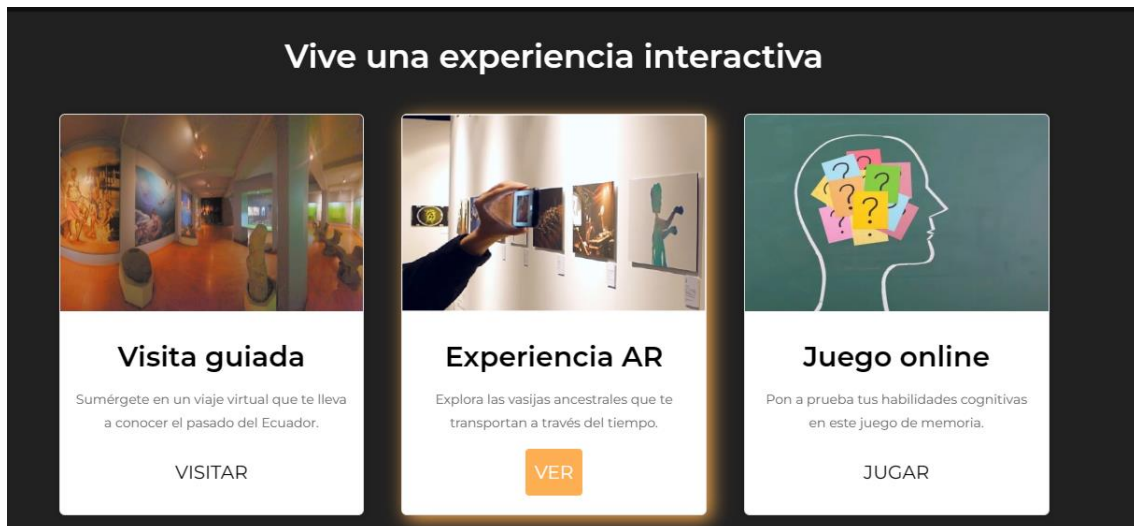 Vive una experiencia interactiva
? ? ? ? ? ?
Visita guiada
Sumérgete en un viaje virtual que te lleva
a conocer el pasado del Ecuador.
VISITAR
Experiencia AR
Explora las vasijas ancestrales que te
transportan a través del tiempo.
VER
Juego online
Pon a prueba tus habilidades cognitivas
en este juego de memoria.
JUGAR